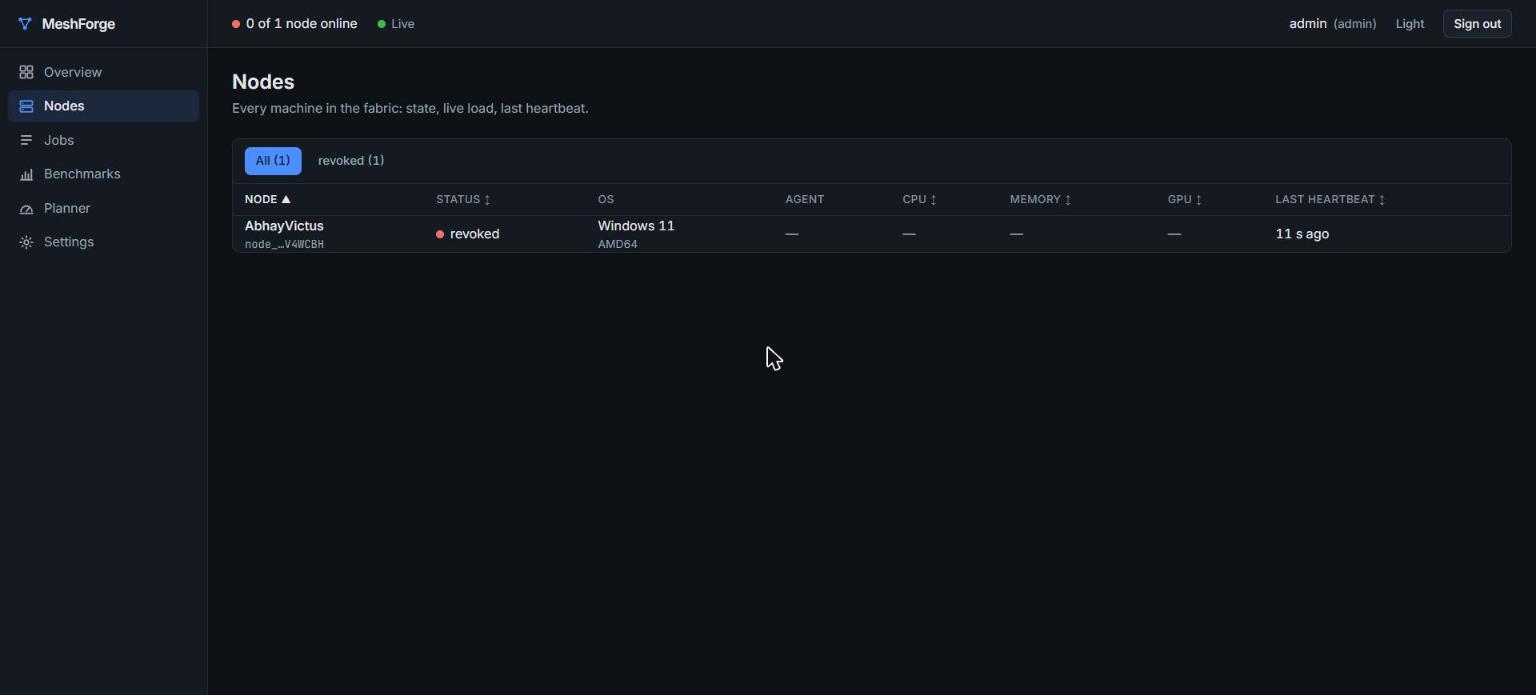 MeshForge
0 of 1 node online
Live
admin (admin)
Light
Sign out
Overview
Nodes
Jobs
Benchmarks
Planner
Settings
Nodes
Every machine in the fabric: state, live load, last heartbeat.
All (1)
revoked (1)
NODE ▲ STATUS ↕ OS AGENT CPU ↕ MEMORY ↕ GPU ↕ LAST HEARTBEAT ↕
AbhayVictus
node_…V4WCBH
revoked
Windows 11
AMD64
— — — —
11 s ago